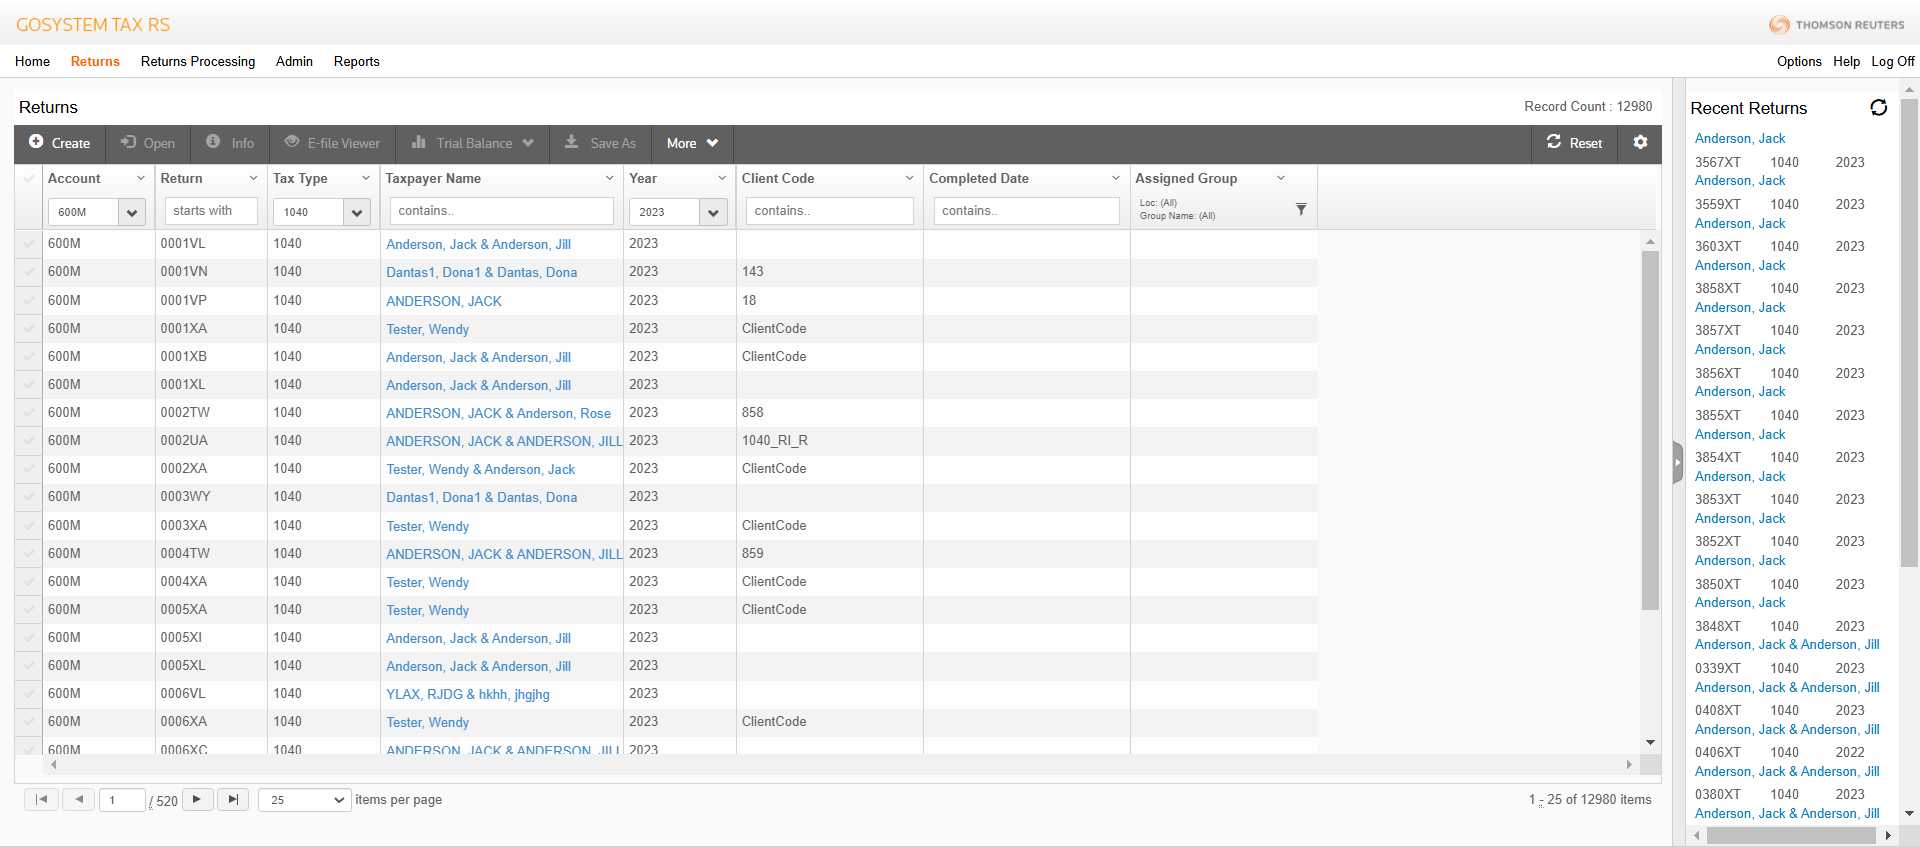 GOSYSTEM TAX RS
THOMSON REUTERS
Home Returns Returns Processing Admin Reports
Options Help Log Off
Returns
Record Count : 12980
Create Open Info E-file Viewer Trial Balance Save As More Reset
Account Return Tax Type Taxpayer Name Year Client Code Completed Date Assigned Group
600M starts with 1040 contains.. 2023 contains.. contains.. Loc: (All)
Group Name: (All)
600M 0001VL 1040 Anderson, Jack & Anderson, Jill 2023
600M 0001VN 1040 Dantas1, Dona1 & Dantas, Dona 2023 143
600M 0001VP 1040 ANDERSON, JACK 2023 18
600M 0001XA 1040 Tester, Wendy 2023 ClientCode
600M 0001XB 1040 Anderson, Jack & Anderson, Jill 2023 ClientCode
600M 0001XL 1040 Anderson, Jack & Anderson, Jill 2023
600M 0002TW 1040 ANDERSON, JACK & Anderson, Rose 2023 858
600M 0002UA 1040 ANDERSON, JACK & ANDERSON, JILL 2023 1040_RI_R
600M 0002XA 1040 Tester, Wendy & Anderson, Jack 2023 ClientCode
600M 0003WY 1040 Dantas1, Dona1 & Dantas, Dona 2023
600M 0003XA 1040 Tester, Wendy 2023 ClientCode
600M 0004TW 1040 ANDERSON, JACK & ANDERSON, JILL 2023 859
600M 0004XA 1040 Tester, Wendy 2023 ClientCode
600M 0005XA 1040 Tester, Wendy 2023 ClientCode
600M 0005XI 1040 Anderson, Jack & Anderson, Jill 2023
600M 0005XL 1040 Anderson, Jack & Anderson, Jill 2023
600M 0006VL 1040 YLAX, RJDG & hkhh, jhgjhg 2023
600M 0006XA 1040 Tester, Wendy 2023 ClientCode
600M 0006XC 1040 ANDERSON, JACK & ANDERSON, JILL 2023
1 / 520 25 items per page
1 - 25 of 12980 items
Recent Returns
Anderson, Jack
3567XT 1040 2023
Anderson, Jack
3559XT 1040 2023
Anderson, Jack
3603XT 1040 2023
Anderson, Jack
3858XT 1040 2023
Anderson, Jack
3857XT 1040 2023
Anderson, Jack
3856XT 1040 2023
Anderson, Jack
3855XT 1040 2023
Anderson, Jack
3854XT 1040 2023
Anderson, Jack
3853XT 1040 2023
Anderson, Jack
3852XT 1040 2023
Anderson, Jack
3850XT 1040 2023
Anderson, Jack
3848XT 1040 2023
Anderson, Jack & Anderson, Jill
0339XT 1040 2023
Anderson, Jack & Anderson, Jill
0408XT 1040 2023
Anderson, Jack & Anderson, Jill
0406XT 1040 2022
Anderson, Jack & Anderson, Jill
0380XT 1040 2023
Anderson, Jack & Anderson, Jill